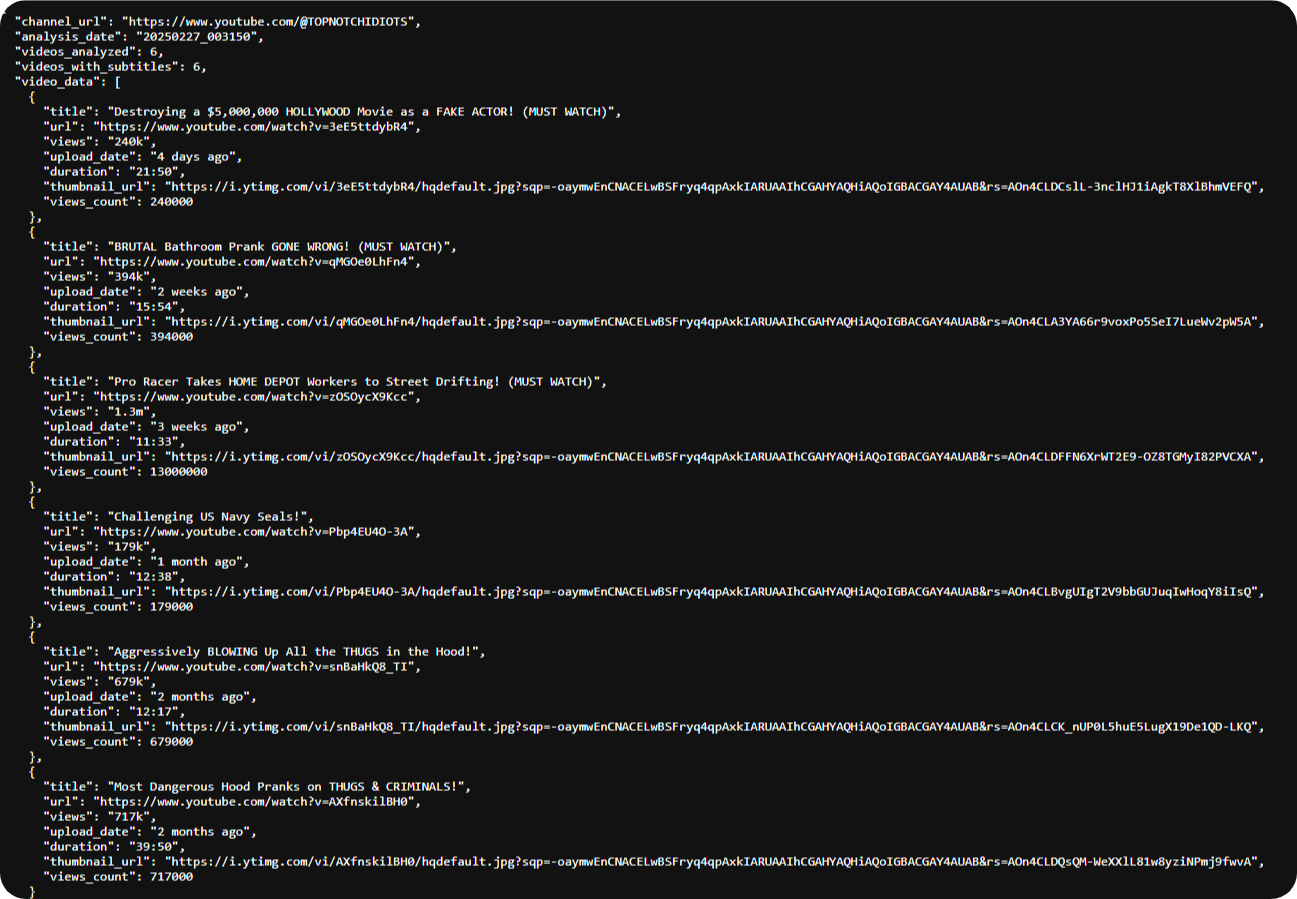 "channel_url": "https://www.youtube.com/@TOPNOTCHIDIOTS",
"analysis_date": "20250227_003150",
"videos_analyzed": 6,
"videos_with_subtitles": 6,
"video_data": [
{
"title": "Destroying a $5,000,000 HOLLYWOOD Movie as a FAKE ACTOR! (MUST WATCH)",
"url": "https://www.youtube.com/watch?v=3eE5ttdybR4",
"views": "240k",
"upload_date": "4 days ago",
"duration": "21:50",
"thumbnail_url": "https://i.ytimg.com/vi/3eE5ttdybR4/hqdefault.jpg?sqp=-oaymwEnCNACELwBSFryq4qpAxkIARUAAIhCGAHYAQHiAQoIGBACGAY4AUAB&rs=AOn4CLDCslL-3nclHJ1iAgkT8XlBhmVEFQ",
"views_count": 240000
},
{
"title": "BRUTAL Bathroom Prank GONE WRONG! (MUST WATCH)",
"url": "https://www.youtube.com/watch?v=qMGOe0LhFn4",
"views": "394k",
"upload_date": "2 weeks ago",
"duration": "15:54",
"thumbnail_url": "https://i.ytimg.com/vi/qMGOe0LhFn4/hqdefault.jpg?sqp=-oaymwEnCNACELwBSFryq4qpAxkIARUAAIhCGAHYAQHiAQoIGBACGAY4AUAB&rs=AOn4CLA3YA66r9voxPo5SeI7LueWv2pW5A",
"views_count": 394000
},
{
"title": "Pro Racer Takes HOME DEPOT Workers to Street Drifting! (MUST WATCH)",
"url": "https://www.youtube.com/watch?v=zOSOycX9Kcc",
"views": "1.3m",
"upload_date": "3 weeks ago",
"duration": "11:33",
"thumbnail_url": "https://i.ytimg.com/vi/zOSOycX9Kcc/hqdefault.jpg?sqp=-oaymwEnCNACELwBSFryq4qpAxkIARUAAIhCGAHYAQHiAQoIGBACGAY4AUAB&rs=AOn4CLDFFN6XrWT2E9-OZ8TGMyI82PVCXA",
"views_count": 13000000
},
{
"title": "Challenging US Navy Seals!",
"url": "https://www.youtube.com/watch?v=Pbp4EU4O-3A",
"views": "179k",
"upload_date": "1 month ago",
"duration": "12:38",
"thumbnail_url": "https://i.ytimg.com/vi/Pbp4EU4O-3A/hqdefault.jpg?sqp=-oaymwEnCNACELwBSFryq4qpAxkIARUAAIhCGAHYAQHiAQoIGBACGAY4AUAB&rs=AOn4CLBvgUIgT2V9bbGUJuqIwHoqY8iIsQ",
"views_count": 179000
},
{
"title": "Aggressively BLOWING Up All the THUGS in the Hood!",
"url": "https://www.youtube.com/watch?v=snBaHkQ8_TI",
"views": "679k",
"upload_date": "2 months ago",
"duration": "12:17",
"thumbnail_url": "https://i.ytimg.com/vi/snBaHkQ8_TI/hqdefault.jpg?sqp=-oaymwEnCNACELwBSFryq4qpAxkIARUAAIhCGAHYAQHiAQoIGBACGAY4AUAB&rs=AOn4CLCK_nUP0L5huE5LugX19De1QD-LKQ",
"views_count": 679000
},
{
"title": "Most Dangerous Hood Pranks on THUGS & CRIMINALS!",
"url": "https://www.youtube.com/watch?v=AXfnskilBH0",
"views": "717k",
"upload_date": "2 months ago",
"duration": "39:50",
"thumbnail_url": "https://i.ytimg.com/vi/AXfnskilBH0/hqdefault.jpg?sqp=-oaymwEnCNACELwBSFryq4qpAxkIARUAAIhCGAHYAQHiAQoIGBACGAY4AUAB&rs=AOn4CLDQsQM-WeXXlL81w8yziNPmj9fwvA",
"views_count": 717000
}